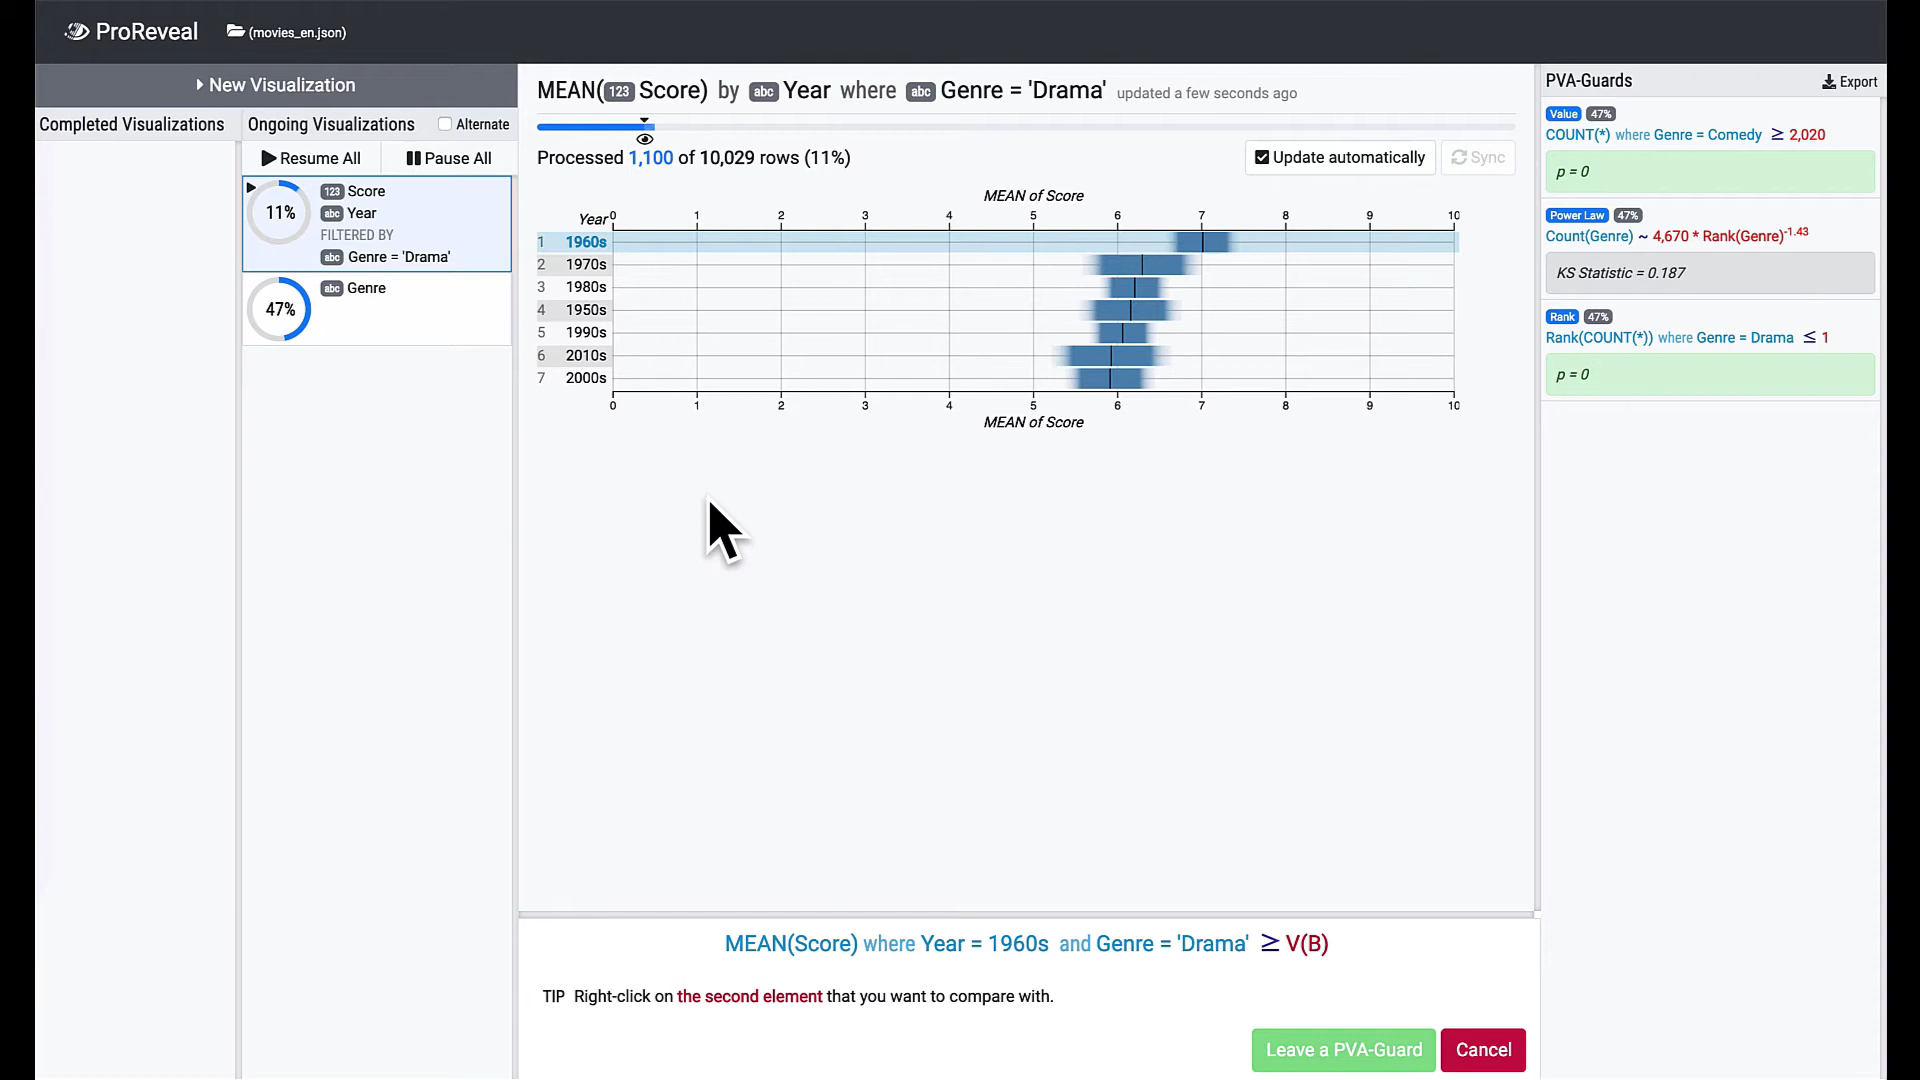 ProReveal (movies_en.json)
New Visualization
Completed Visualizations
Ongoing Visualizations Alternate
Resume All Pause All
11%
123 Score
abc Year
FILTERED BY
abc Genre = 'Drama'
47%
abc Genre
MEAN(123 Score) by abc Year where abc Genre = 'Drama' updated a few seconds ago
Processed 1,100 of 10,029 rows (11%)
Update automatically Sync
MEAN of Score
Year 0 1 2 3 4 5 6 7 8 9 10
1 1960s
2 1970s
3 1980s
4 1950s
5 1990s
6 2010s
7 2000s
0 1 2 3 4 5 6 7 8 9 10
MEAN of Score
MEAN(Score) where Year = 1960s and Genre = 'Drama' ≥ V(B)
TIP Right-click on the second element that you want to compare with.
Leave a PVA-Guard Cancel
PVA-Guards Export
Value 47%
COUNT(*) where Genre = Comedy ≥ 2,020
p = 0
Power Law 47%
Count(Genre) ~ 4,670 * Rank(Genre)-1.43
KS Statistic = 0.187
Rank 47%
Rank(COUNT(*)) where Genre = Drama ≤ 1
p = 0